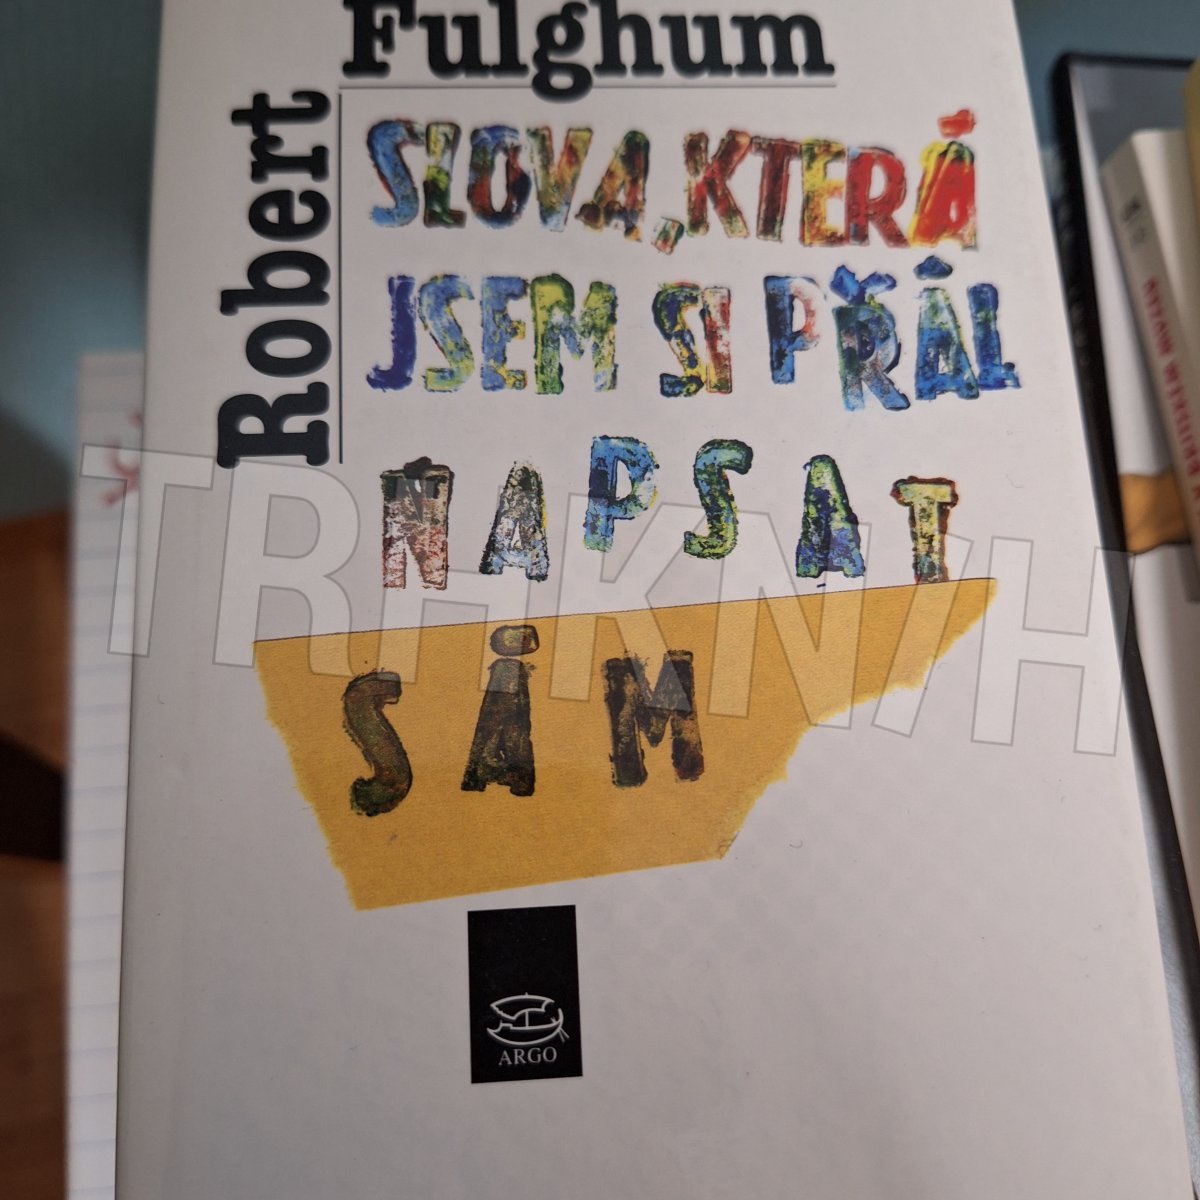 Robert
Fulghum
SLOVA, KTERÁ
JSEM SI PŘÁL
NAPSAT
SÁM
ARGO
TRHKNIH